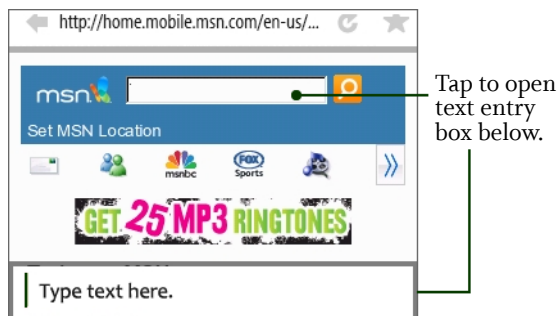 http://home.mobile.msn.com/en-us/...
msn
Set MSN Location
msnbc
FOX
Sports
GET 25 MP3 RINGTONES
Type text here.
Tap to open
text entry
box below.